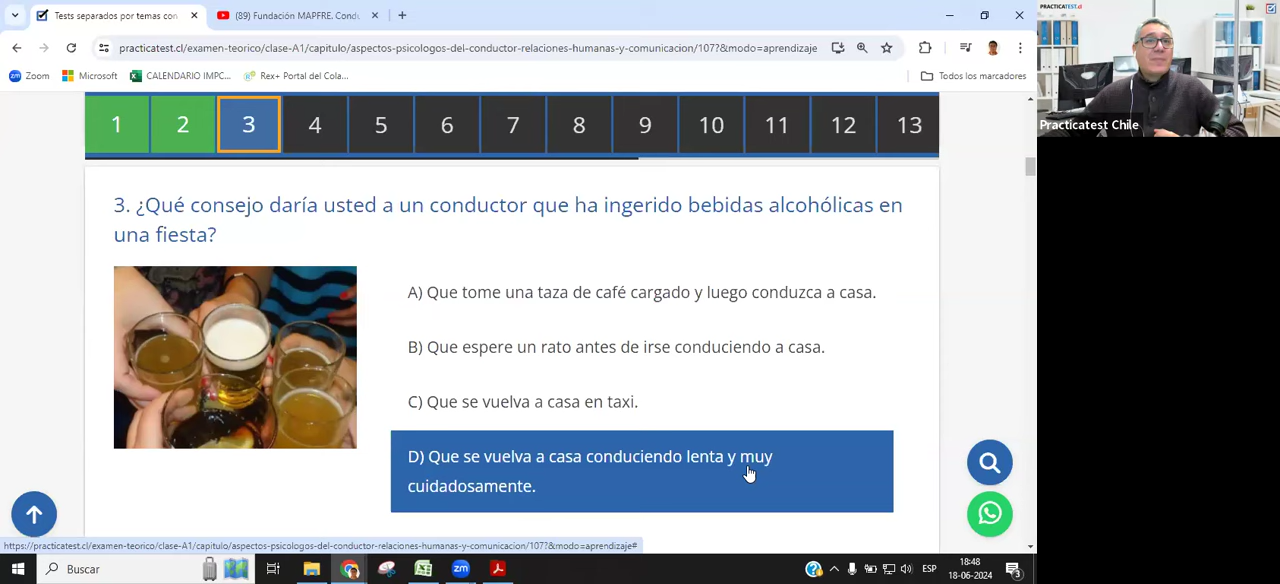 Tests separados por temas con
(89) Fundación MAPFRE, Condu
practicatest.cl/examen-teorico/clase-A1/capitulo/aspectos-psicologos-del-conductor-relaciones-humanas-y-comunicacion/107?&modo=aprendizaje
Zoom
Microsoft
CALENDARIO IMPC...
Rex+ Portal del Cola...
Todos los marcadores
PRACTICATEST.cl
Practicatest Chile
1 2 3 4 5 6 7 8 9 10 11 12 13
3. ¿Qué consejo daría usted a un conductor que ha ingerido bebidas alcohólicas en
una fiesta?
A) Que tome una taza de café cargado y luego conduzca a casa.
B) Que espere un rato antes de irse conduciendo a casa.
C) Que se vuelva a casa en taxi.
D) Que se vuelva a casa conduciendo lenta y muy
cuidadosamente.
https://practicatest.cl/examen-teorico/clase-A1/capitulo/aspectos-psicologos-del-conductor-relaciones-humanas-y-comunicacion/107?&modo=aprendizaje#
Buscar
zm
ESP
18:48
18-06-2024
3